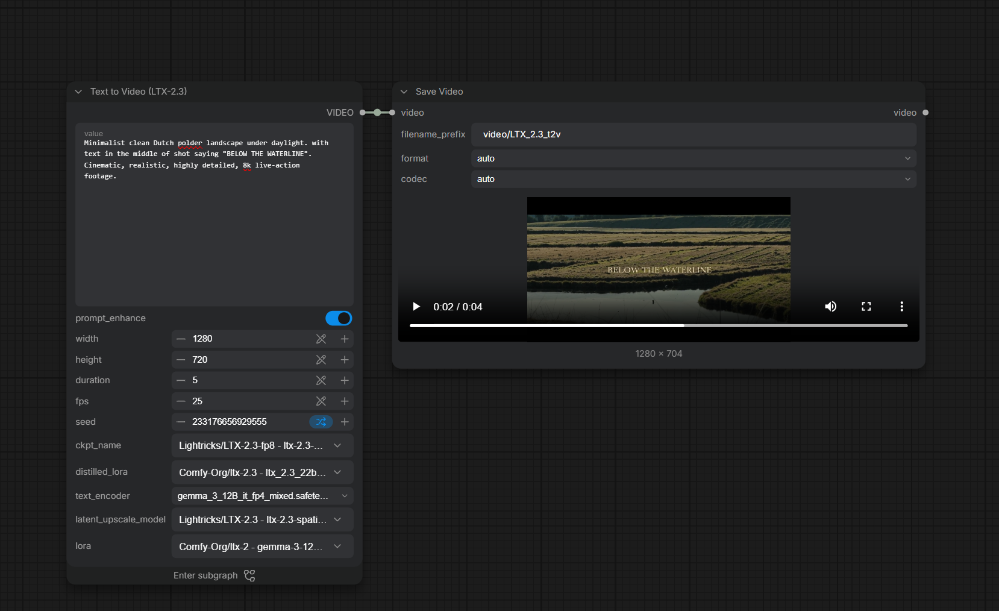 Text to Video (LTX-2.3)
VIDEO
value
Minimalist clean Dutch polder landscape under daylight. with
text in the middle of shot saying "BELOW THE WATERLINE".
Cinematic, realistic, highly detailed, 8k live-action
footage.
prompt_enhance
width 1280
height 720
duration 5
fps 25
seed 233176656929555
ckpt_name Lightricks/LTX-2.3-fp8 - ltx-2.3-...
distilled_lora Comfy-Org/ltx-2.3 - ltx_2.3_22b...
text_encoder gemma_3_12B_it_fp4_mixed.safete...
latent_upscale_model Lightricks/LTX-2.3 - ltx-2.3-spati...
lora Comfy-Org/ltx-2 - gemma-3-12...
Enter subgraph
Save Video
video video
filename_prefix video/LTX_2.3_t2v
format auto
codec auto
BELOW THE WATERLINE
0:02 / 0:04
1280 × 704